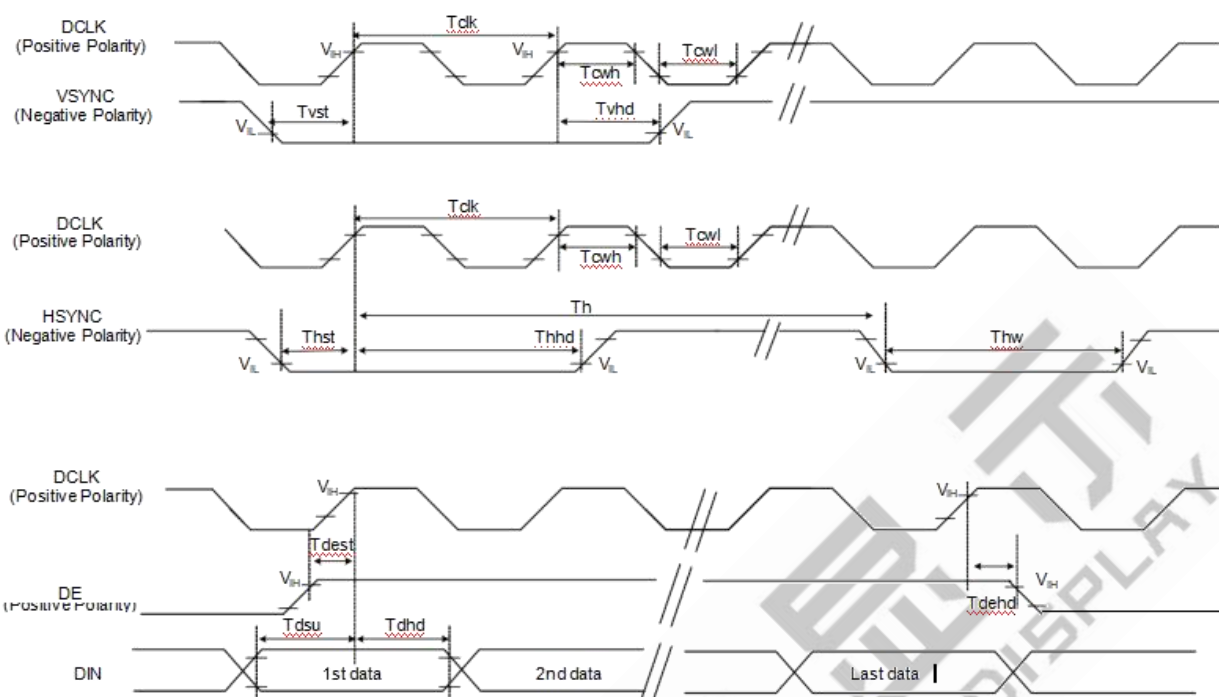 DCLK
(Positive Polarity)
Tclk
VIH
VIH
Tcwh
Tcwl
VSYNC
(Negative Polarity)
Tvst
Tvhd
VIL
VIL
DCLK
(Positive Polarity)
Tclk
Tcwh
Tcwl
HSYNC
(Negative Polarity)
Th
Thst
Thhd
Thw
VIL
VIL
VIL
VIL
DCLK
(Positive Polarity)
VIH
VIH
Tdest
DE
(Positive Polarity)
VIH
VIH
Tdehd
Tdsu
Tdhd
DIN
1st data
2nd data
Last data
DISPLAY